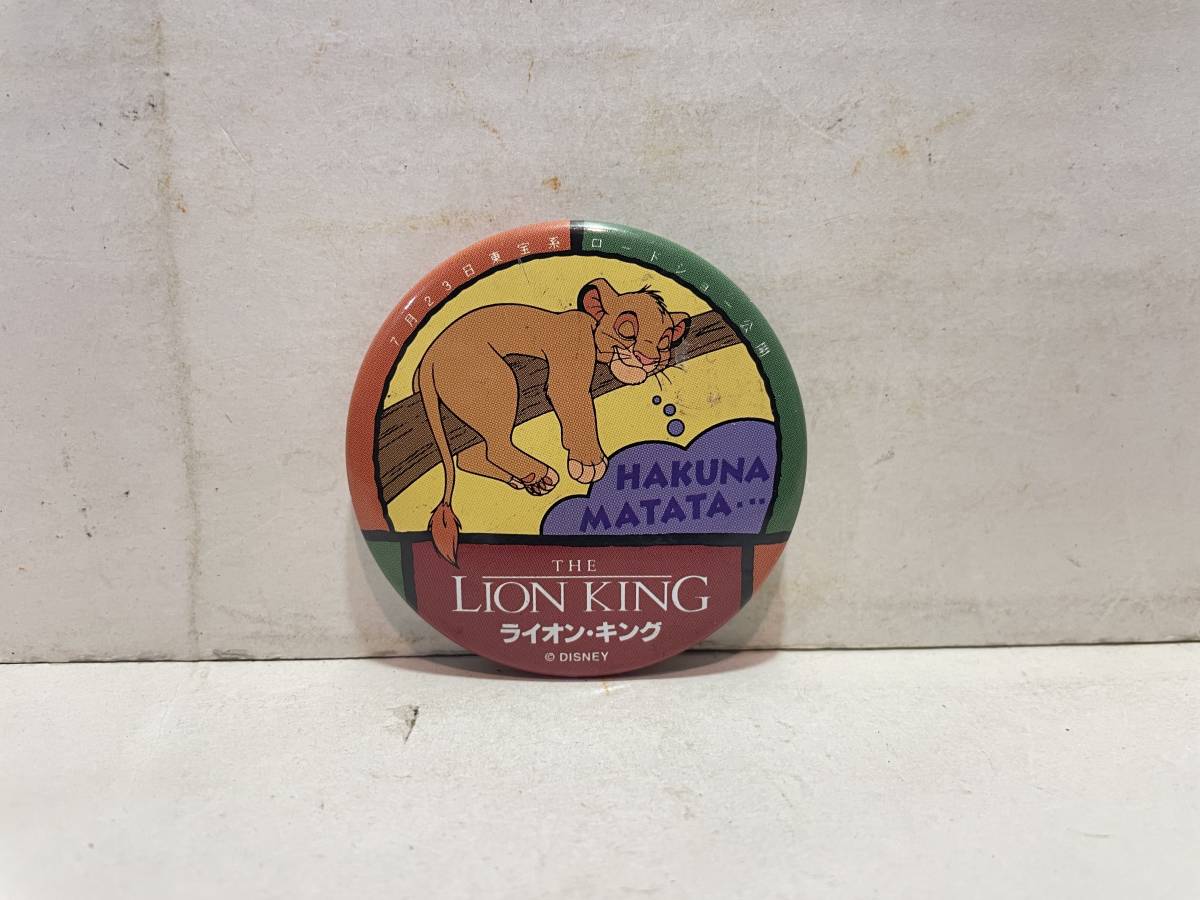 7月23日東宝系 ロードショー公開
HAKUNA
MATATA...
THE
LION KING
ライオン・キング
© DISNEY